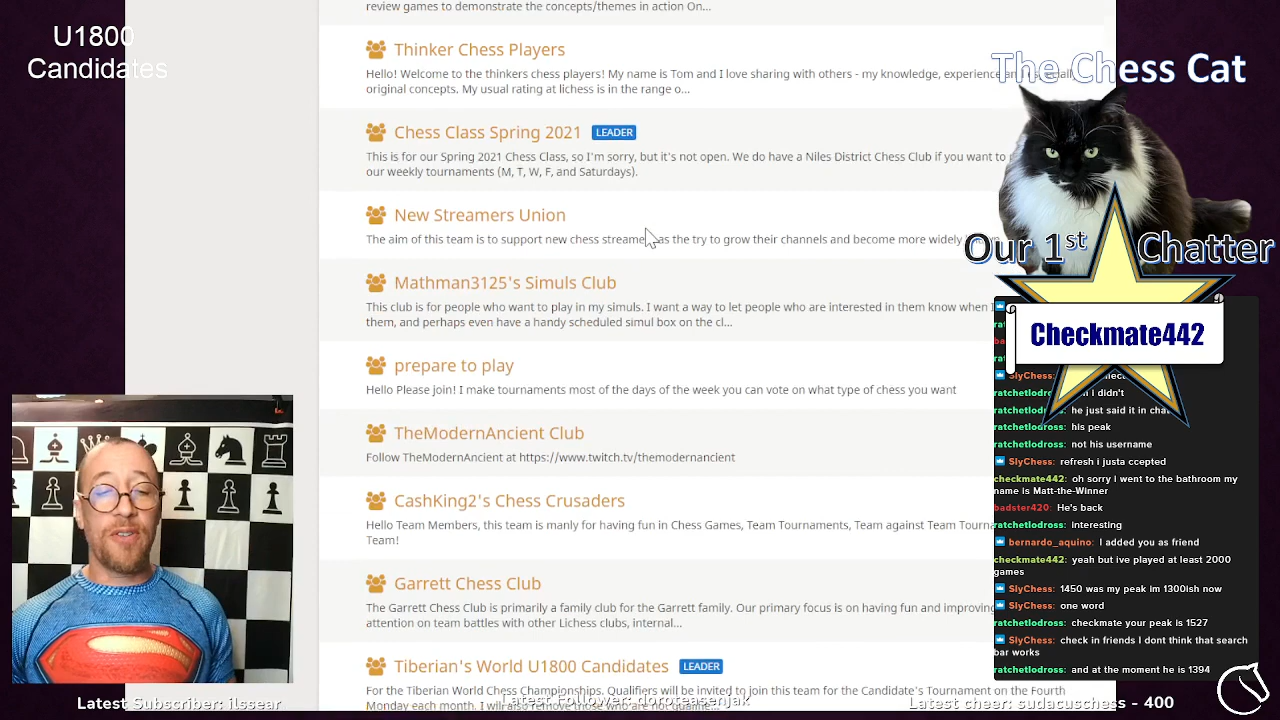 U1800
Candidates
review games to demonstrate the concepts/themes in action On...
Thinker Chess Players
Hello! Welcome to the thinkers chess players! My name is Tom and I love sharing with others - my knowledge, experience and especially
original concepts. My usual rating at lichess is in the range o...
Chess Class Spring 2021 LEADER
This is for our Spring 2021 Chess Class, so I'm sorry, but it's not open. We do have a Niles District Chess Club if you want to
our weekly tournaments (M, T, W, F, and Saturdays).
New Streamers Union
The aim of this team is to support new chess streamers as the try to grow their channels and become more widely
Mathman3125's Simuls Club
This club is for people who want to play in my simuls. I want a way to let people who are interested in them know when I
them, and perhaps even have a handy scheduled simul box on the cl...
prepare to play
Hello Please join! I make tournaments most of the days of the week you can vote on what type of chess you want
TheModernAncient Club
Follow TheModernAncient at https://www.twitch.tv/themodernancient
CashKing2's Chess Crusaders
Hello Team Members, this team is manly for having fun in Chess Games, Team Tournaments, Team against Team
Team!
Garrett Chess Club
The Garrett Chess Club is primarily a family club for the Garrett family. Our primary focus is on having fun and improving
attention on team battles with other Lichess clubs, internal...
Tiberian's World U1800 Candidates LEADER
For the Tiberian World Chess Championships. Qualifiers will be invited to join this team for the Candidate's Tournament on the Fourth
Monday each month. I will also remove those who are not
The Chess Cat
Our 1st Chatter
Checkmate442
SlyChess:
i didn't
ratchetlodross: he just said it in chat
ratchetlodross: his peak
ratchetlodross: not his username
SlyChess: refresh i justa ccepted
checkmate442: oh sorry I went to the bathroom my
name is Matt-the-Winner
badster420: He's back
ratchetlodross: interesting
bernardo_aquino: I added you as friend
checkmate442: yeah but ive played at least 2000
games
SlyChess: 1450 was my peak im 1300ish now
SlyChess: one word
ratchetlodross: checkmate your peak is 1527
SlyChess: check in friends I dont think that search
bar works
ratchetlodross: and at the moment he is 1394
Latest Subscriber: ilssear
Latest Follower: doroteasenjak
Latest cheer: sudacuschess - 400